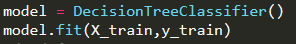 model = DecisionTreeClassifier()
model.fit(X_train,y_train)